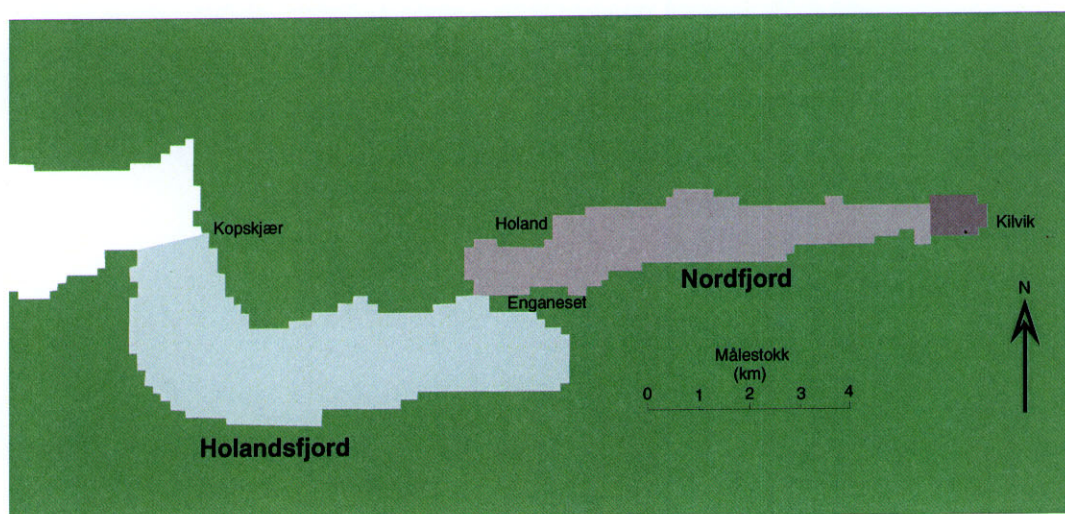 Kopskjær
Holand
Kilvik
Enganeset
Nordfjord
N
Målestokk
(km)
0 1 2 3 4
Holandsfjord